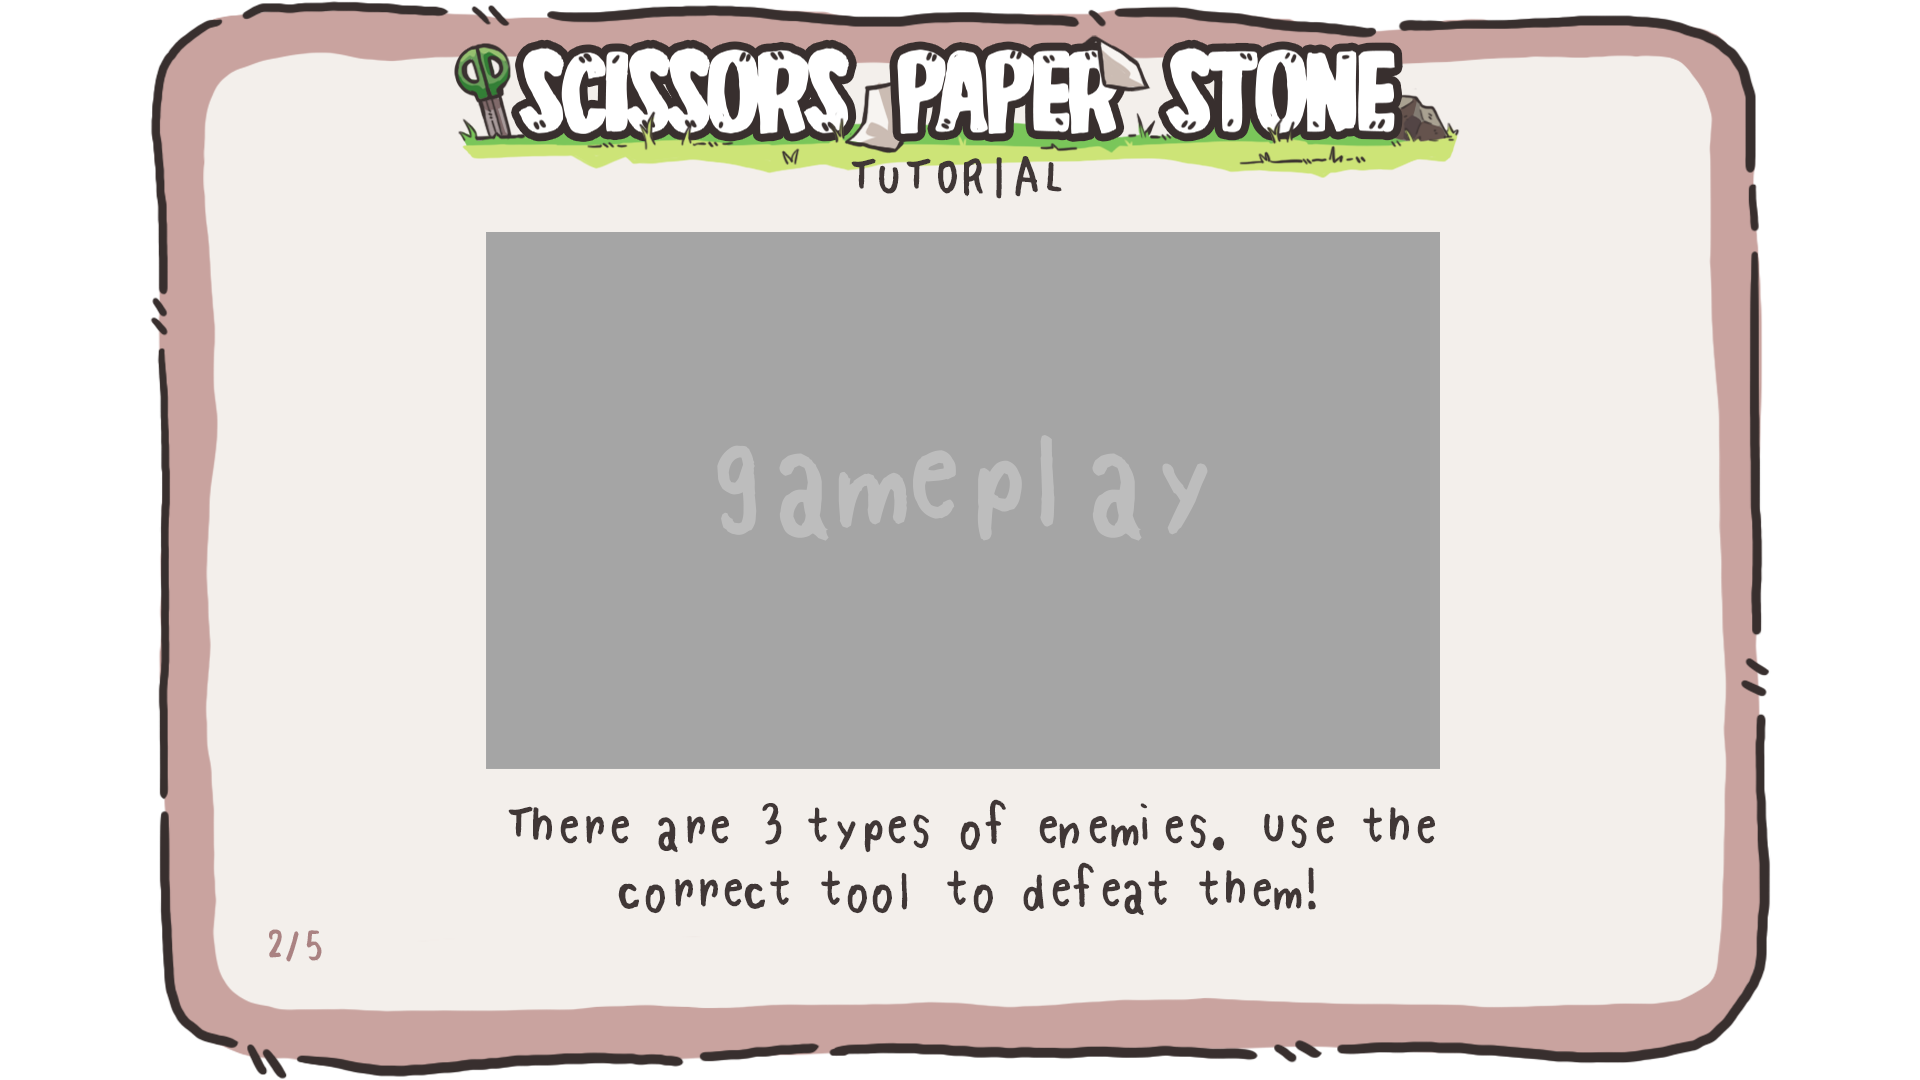 SCISSORS PAPER STONE
TUTORIAL
gameplay
There are 3 types of enemies. Use the
correct tool to defeat them!
2/5